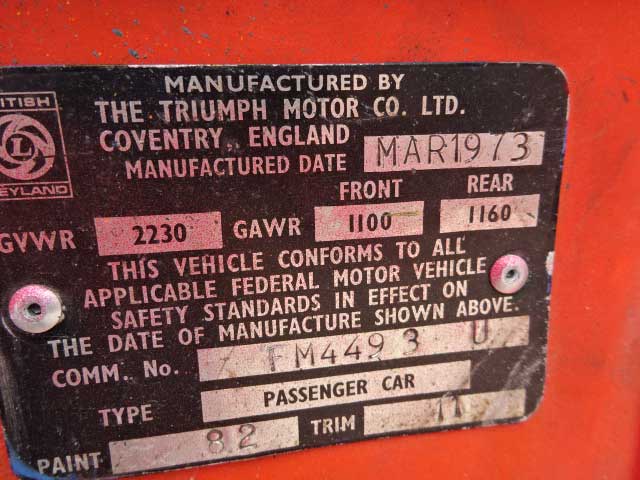 MANUFACTURED BY
THE TRIUMPH MOTOR CO. LTD.
COVENTRY, ENGLAND
MANUFACTURED DATE MAR1973
ITISH
L
EYLAND
FRONT REAR
GVWR 2230 GAWR 1100 1160
THIS VEHICLE CONFORMS TO ALL
APPLICABLE FEDERAL MOTOR VEHICLE
SAFETY STANDARDS IN EFFECT ON
THE DATE OF MANUFACTURE SHOWN ABOVE.
COMM. No. FM4493 U
TYPE PASSENGER CAR
PAINT 82 TRIM 11